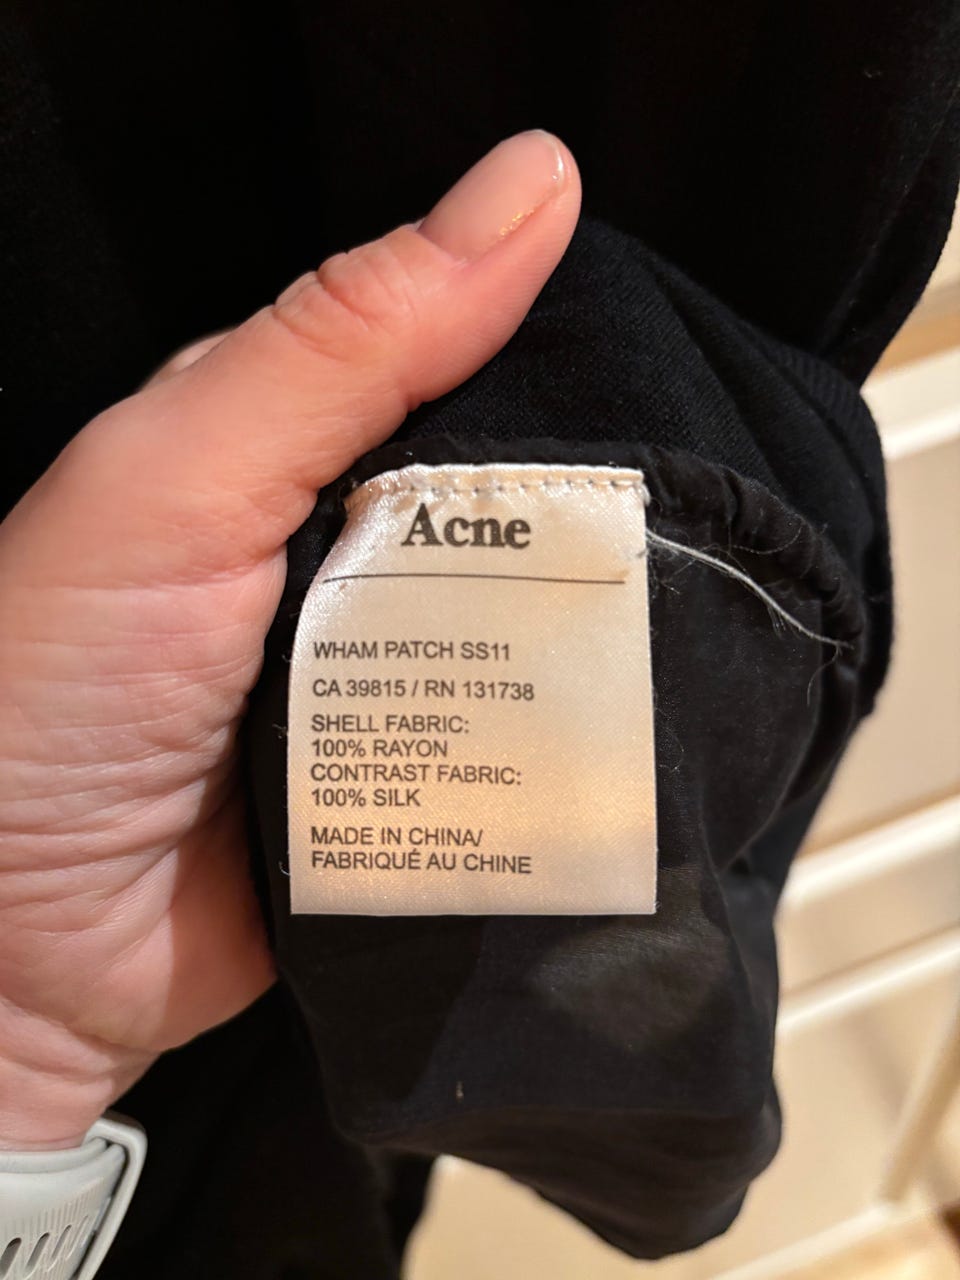 Acne
WHAM PATCH SS11
CA 39815 / RN 131738
SHELL FABRIC:
100% RAYON
CONTRAST FABRIC:
100% SILK
MADE IN CHINA/
FABRIQUÉ AU CHINE